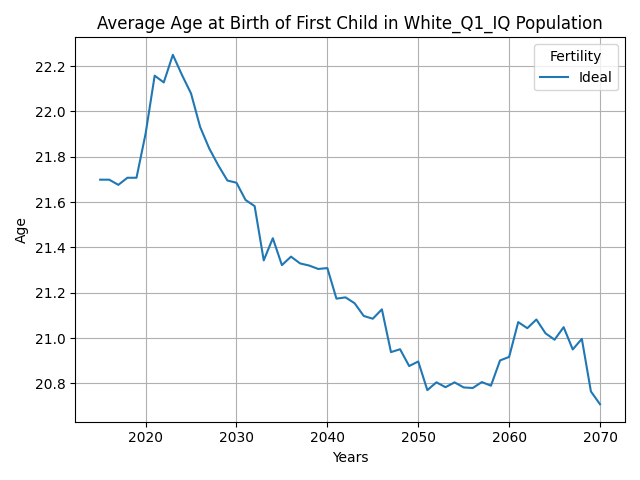 Average Age at Birth of First Child in White_Q1_IQ Population
Fertility
Ideal
22.2
22.0
21.8
21.6
21.4
21.2
21.0
20.8
Age
2020 2030 2040 2050 2060 2070
Years